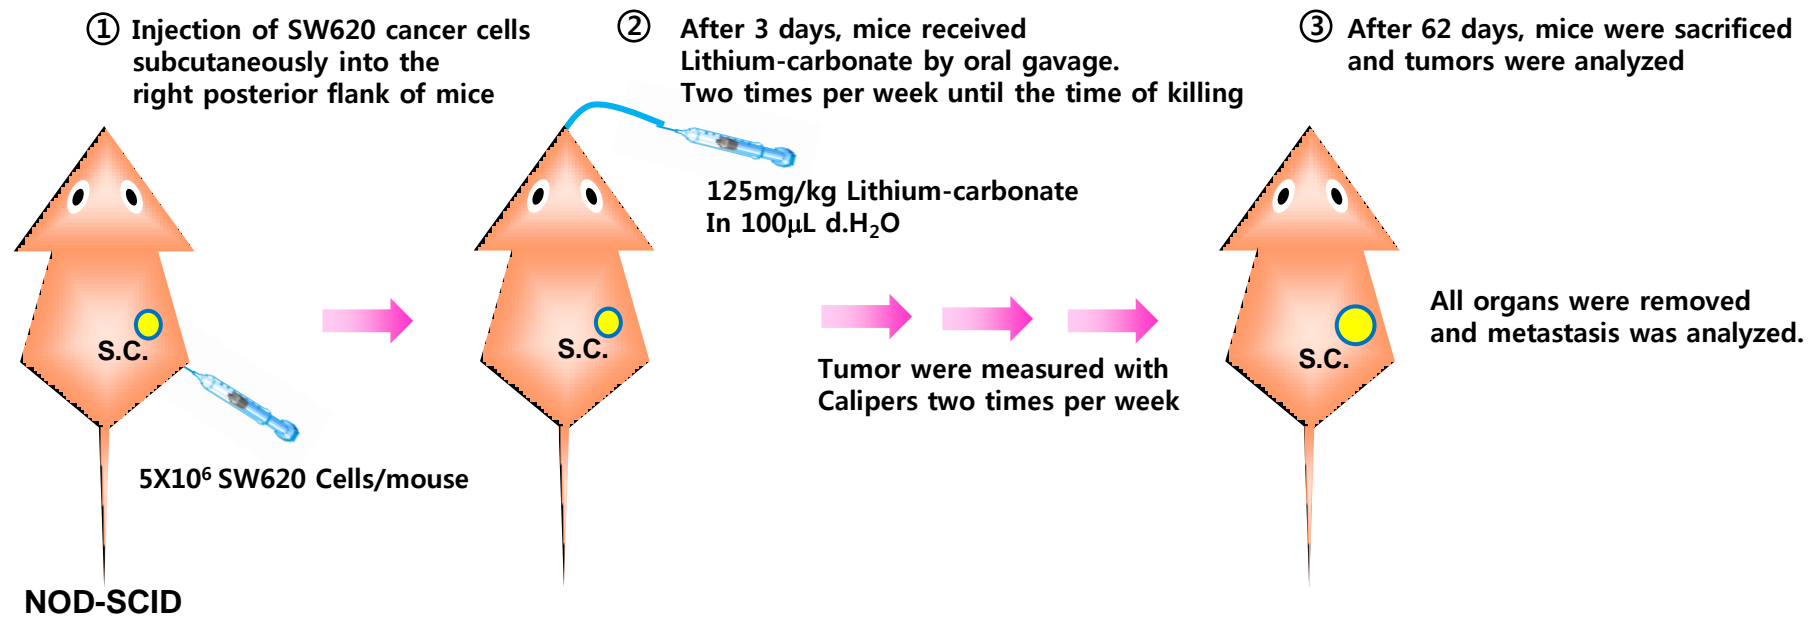 ① Injection of SW620 cancer cells
subcutaneously into the
right posterior flank of mice
S.C.
5X10⁶ SW620 Cells/mouse
NOD-SCID
② After 3 days, mice received
Lithium-carbonate by oral gavage.
Two times per week until the time of killing
125mg/kg Lithium-carbonate
In 100μL d.H₂O
S.C.
Tumor were measured with
Calipers two times per week
③ After 62 days, mice were sacrificed
and tumors were analyzed
S.C.
All organs were removed
and metastasis was analyzed.